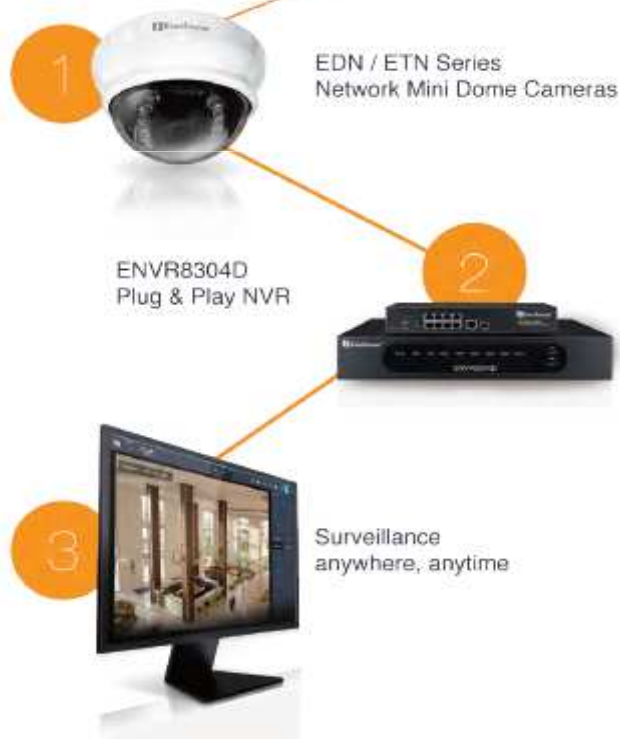 1
EDN / ETN Series
Network Mini Dome Cameras
ENVR8304D
Plug & Play NVR
2
3
Surveillance
anywhere, anytime